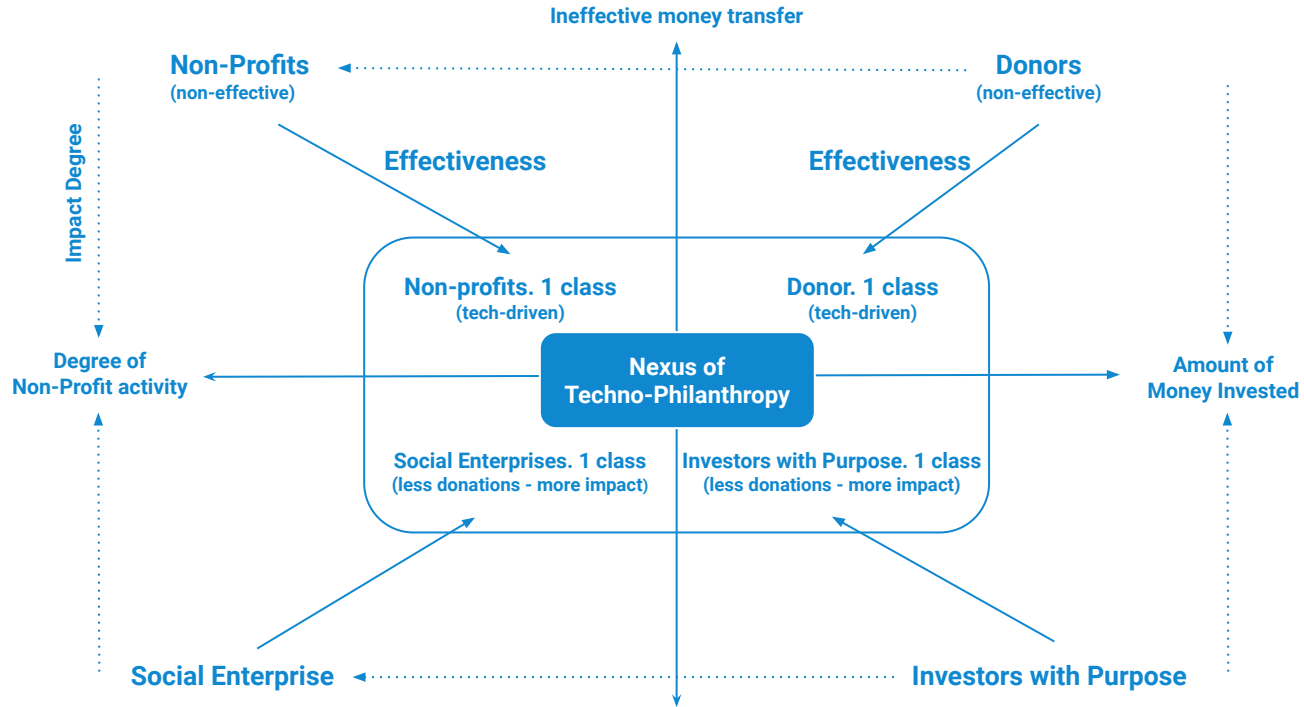 Ineffective money transfer
Non-Profits
(non-effective)
Donors
(non-effective)
Impact Degree
Effectiveness
Effectiveness
Non-profits. 1 class
(tech-driven)
Donor. 1 class
(tech-driven)
Degree of
Non-Profit activity
Nexus of
Techno-Philanthropy
Amount of
Money Invested
Social Enterprises. 1 class
(less donations - more impact)
Investors with Purpose. 1 class
(less donations - more impact)
Social Enterprise
Investors with Purpose